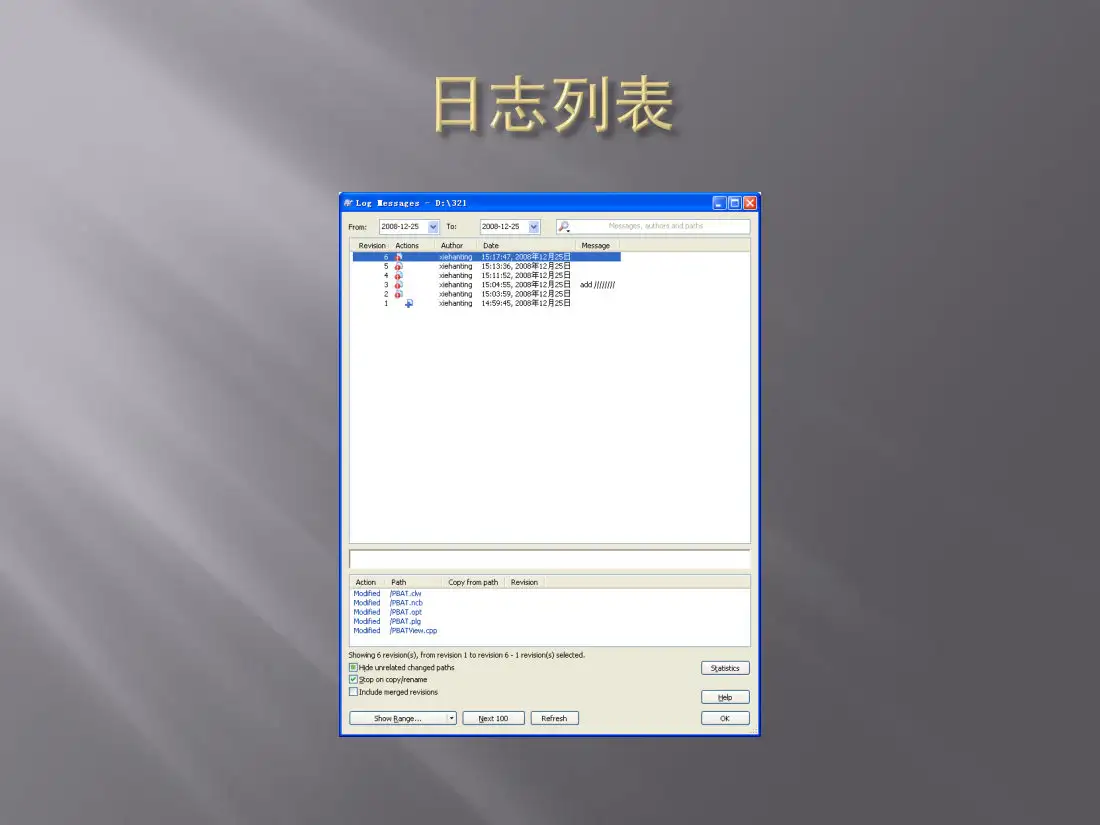 日志列表
Log Messages - D:\321
From: 2008-12-25 To: 2008-12-25 Messages, authors and paths
Revision Actions Author Date Message
6 xiehanting 15:17:47, 2008年12月25日
5 xiehanting 15:13:36, 2008年12月25日
4 xiehanting 15:11:52, 2008年12月25日
3 xiehanting 15:04:55, 2008年12月25日 add ////////
2 xiehanting 15:03:59, 2008年12月25日
1 xiehanting 14:59:45, 2008年12月25日
Action Path Copy from path Revision
Modified /PBAT.clw
Modified /PBAT.ncb
Modified /PBAT.opt
Modified /PBAT.plg
Modified /PBATView.cpp
Showing 6 revision(s), from revision 1 to revision 6 - 1 revision(s) selected.
Hide unrelated changed paths Statistics
Stop on copy/rename
Include merged revisions Help
Show Range... Next 100 Refresh OK